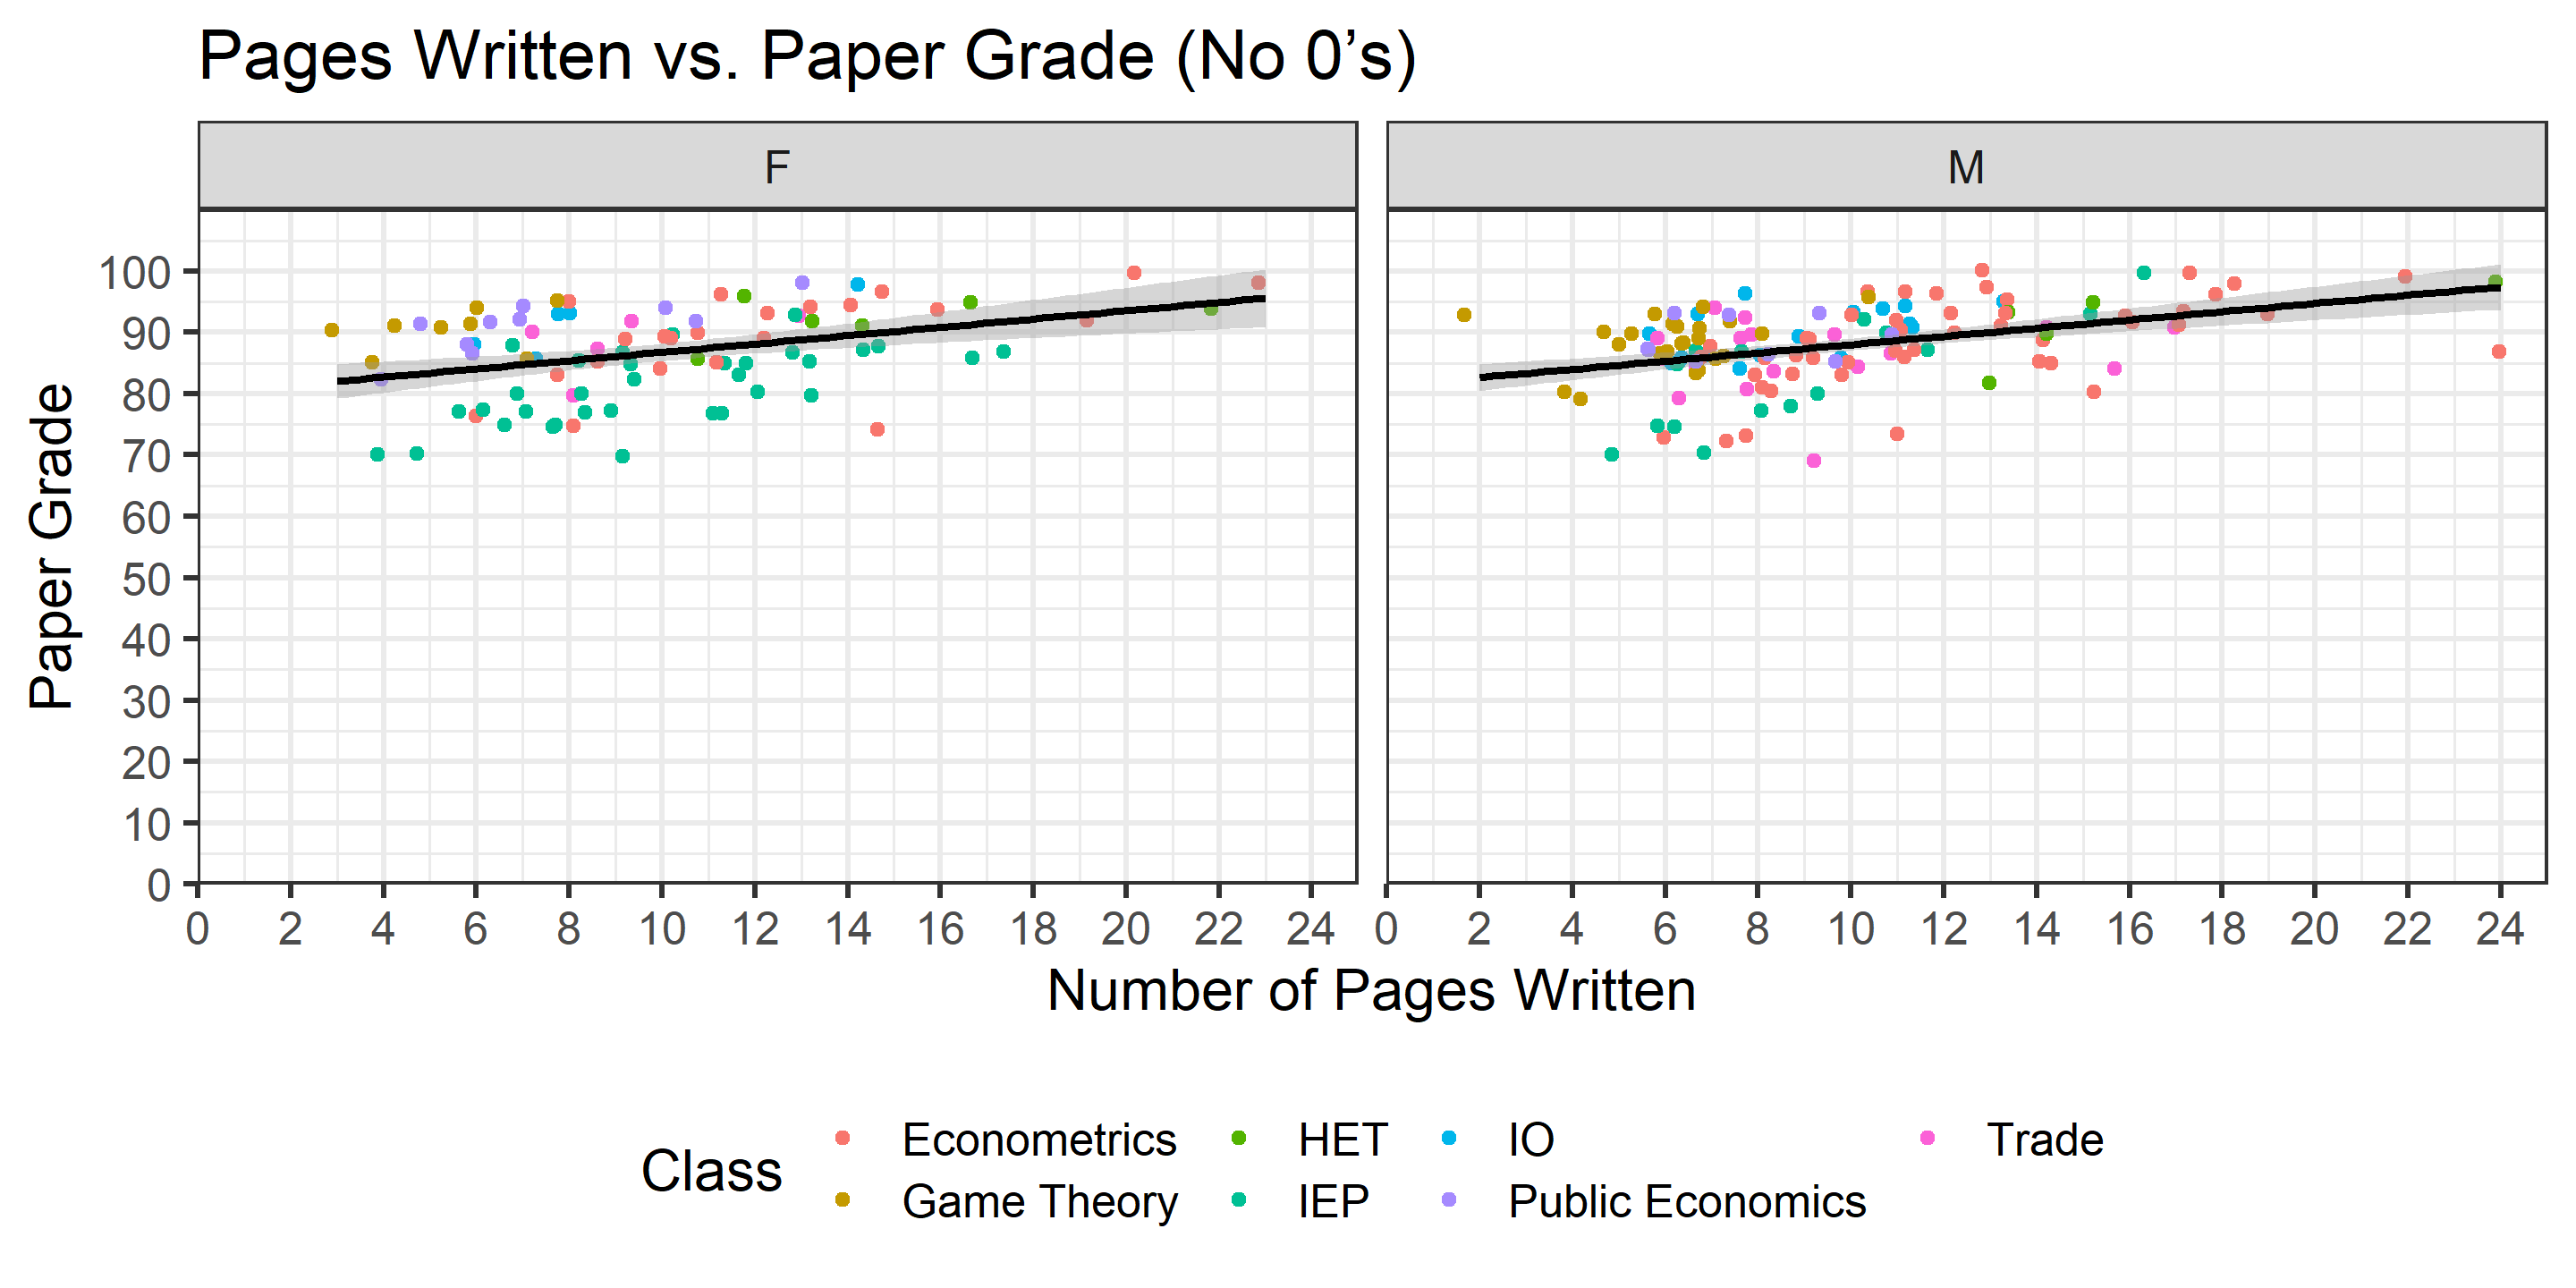 Pages Written vs. Paper Grade (No 0’s)
F
M
Paper Grade
100
90
80
70
60
50
40
30
20
10
0
0 2 4 6 8 10 12 14 16 18 20 22 24
0 2 4 6 8 10 12 14 16 18 20 22 24
Number of Pages Written
Class
Econometrics
HET
IO
Trade
Game Theory
IEP
Public Economics